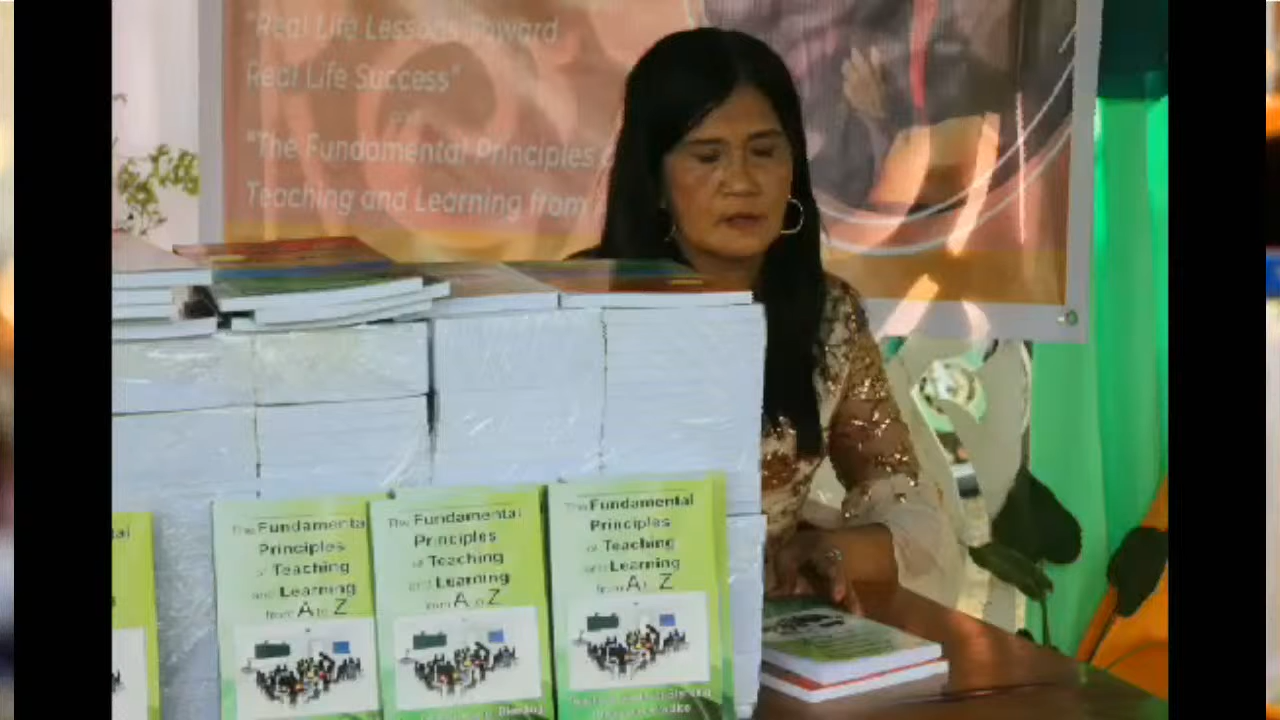 "Real Life Lessons Toward
Real Life Success"
"The Fundamental Principles
Teaching and Learning from
The Fundamental
Principles
of Teaching
and Learning
from A to Z
The Fundamental
Principles
of Teaching
and Learning
from A to Z
The Fundamental
Principles
of Teaching
and Learning
from A to Z